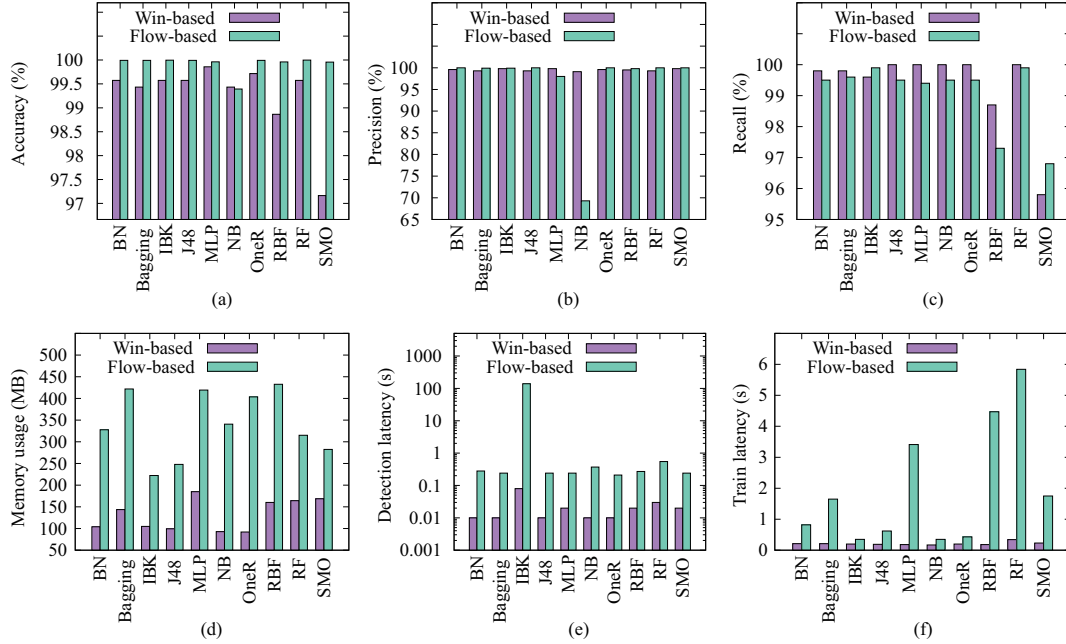 Win-based
Flow-based
Accuracy (%)
100
99.5
99
98.5
98
97.5
97
BN
Bagging
IBK
J48
MLP
NB
OneR
RBF
RF
SMO
(a)
Win-based
Flow-based
Precision (%)
100
95
90
85
80
75
70
65
BN
Bagging
IBK
J48
MLP
NB
OneR
RBF
RF
SMO
(b)
Win-based
Flow-based
Recall (%)
100
99
98
97
96
95
BN
Bagging
IBK
J48
MLP
NB
OneR
RBF
RF
SMO
(c)
Win-based
Flow-based
Memory usage (MB)
500
450
400
350
300
250
200
150
100
50
BN
Bagging
IBK
J48
MLP
NB
OneR
RBF
RF
SMO
(d)
Win-based
Flow-based
Detection latency (s)
1000
100
10
1
0.1
0.01
0.001
BN
Bagging
IBK
J48
MLP
NB
OneR
RBF
RF
SMO
(e)
Win-based
Flow-based
Train latency (s)
6
5
4
3
2
1
0
BN
Bagging
IBK
J48
MLP
NB
OneR
RBF
RF
SMO
(f)